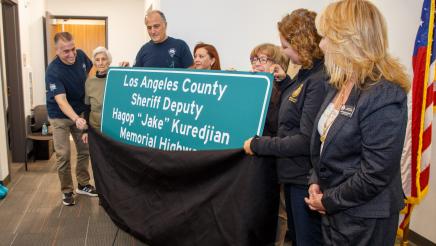 Los Angeles County
Sheriff Deputy
Hagop "Jake" Kuredjian
Memorial Highway